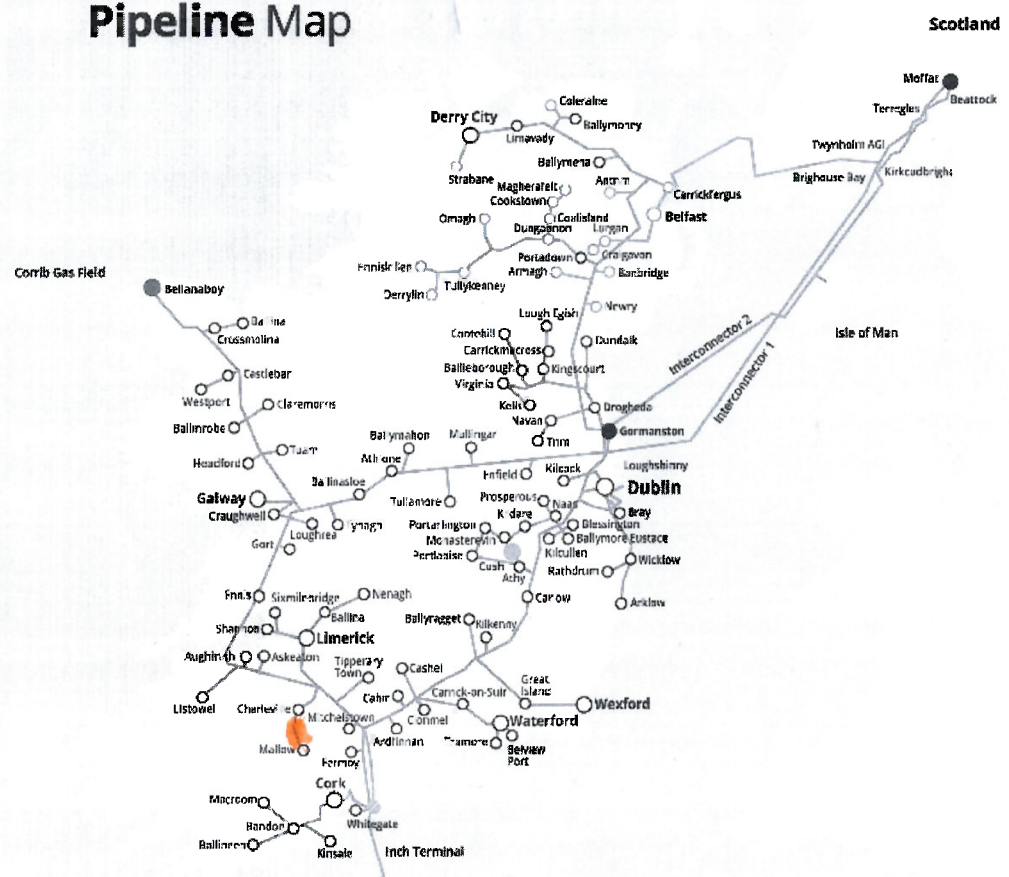 Pipeline Map
Scotland
Moffat
Beattock
Terregles
Twynholm AGI
Kirkcudbright
Brighouse Bay
Coleraine
Derry City
Ballymoney
Limavady
Ballymena
Strabane
Antrim
Magherafelt
Cookstown
Carrickfergus
Omagh
Coalisland
Belfast
Dungannon
Lurgan
Portadown
Craigavon
Enniskillen
Armagh
Banbridge
Tullykeaney
Derrylin
Newry
Corrib Gas Field
Bellanaboy
Lough Egish
Ballina
Crossmolina
Cootehill
Dundalk
Carrickmacross
Isle of Man
Interconnector 2
Interconnector 1
Bailieborough
Kingscourt
Castlebar
Virginia
Westport
Kells
Drogheda
Claremorris
Navan
Ballinrobe
Gormanston
Trim
Ballymahon
Mullingar
Tuam
Athlone
Headford
Kilcock
Loughshinny
Enfield
Ballinasloe
Dublin
Galway
Tullamore
Prosperous
Naas
Craughwell
Kildare
Bray
Tynagh
Portarlington
Blessington
Loughrea
Monasterevin
Ballymore Eustace
Gort
Portlaoise
Kilcullen
Wicklow
Cush
Rathdrum
Athy
Ennis
Sixmilebridge
Nenagh
Carlow
Arklow
Ballina
Ballyragget
Kilkenny
Shannon
Limerick
Aughinish
Askeaton
Tipperary
Town
Cashel
Great
Island
Cahir
Carrick-on-Suir
Listowel
Charleville
Wexford
Mitchelstown
Clonmel
Waterford
Ardfinnan
Tramore
Belview
Port
Mallow
Fermoy
Cork
Macroom
Whitegate
Bandon
Ballineen
Kinsale
Inch Terminal